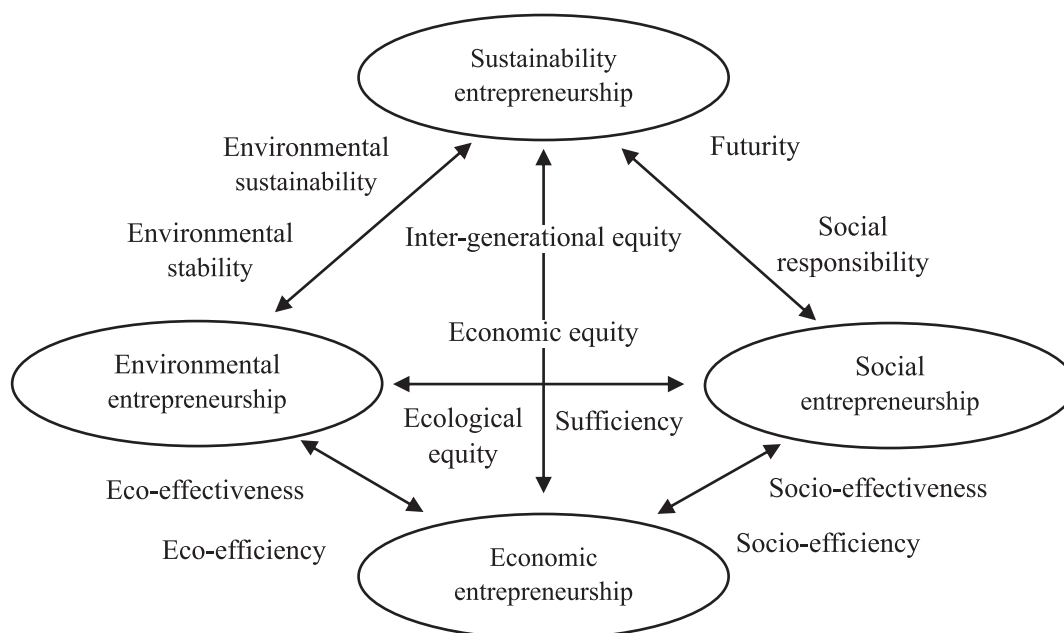 Sustainability
entrepreneurship
Environmental
sustainability
Futurity
Environmental
stability
Inter-generational equity
Social
responsibility
Economic equity
Environmental
entrepreneurship
Social
entrepreneurship
Ecological
equity
Sufficiency
Eco-effectiveness
Socio-effectiveness
Eco-efficiency
Socio-efficiency
Economic
entrepreneurship